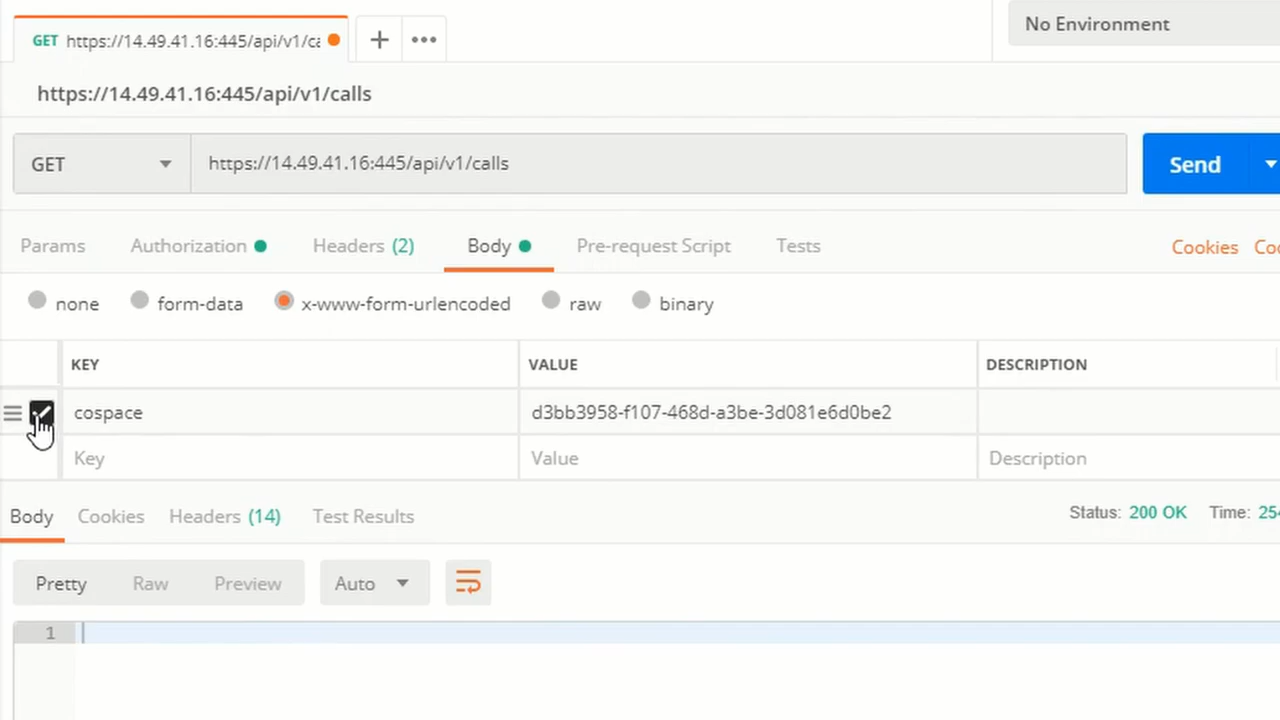 GET https://14.49.41.16:445/api/v1/ca
+ •••
No Environment
https://14.49.41.16:445/api/v1/calls
GET https://14.49.41.16:445/api/v1/calls Send
Params Authorization Headers (2) Body Pre-request Script Tests Cookies Coo
none form-data x-www-form-urlencoded raw binary
KEY VALUE DESCRIPTION
cospace d3bb3958-f107-468d-a3be-3d081e6d0be2
Key Value Description
Body Cookies Headers (14) Test Results Status: 200 OK Time: 254
Pretty Raw Preview Auto
1